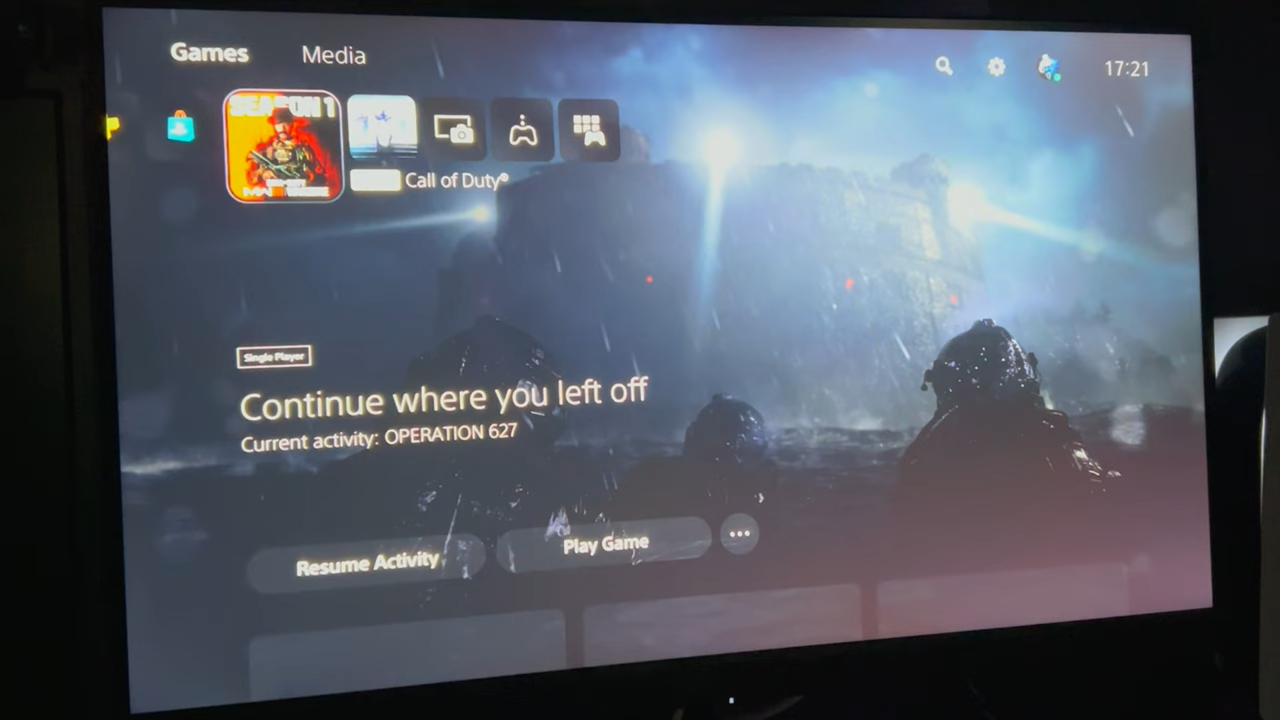 Games
Media
17:21
SEASON 1
Call of Duty®
Single Player
Continue where you left off
Current activity: OPERATION 627
Resume Activity
Play Game